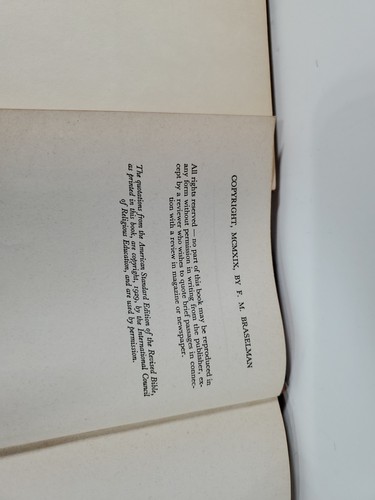 COPYRIGHT, MCMXIX, BY F. M. BRASELMAN
All rights reserved — no part of this book may be reproduced in
any form without permission in writing from the publisher, ex-
cept by a reviewer who wishes to quote brief passages in connec-
tion with a review in magazine or newspaper.
The quotations from the American Standard Edition of the Revised Bible,
as printed in this book, are copyright, 1929, by the International Council
of Religious Education, and are used by permission.